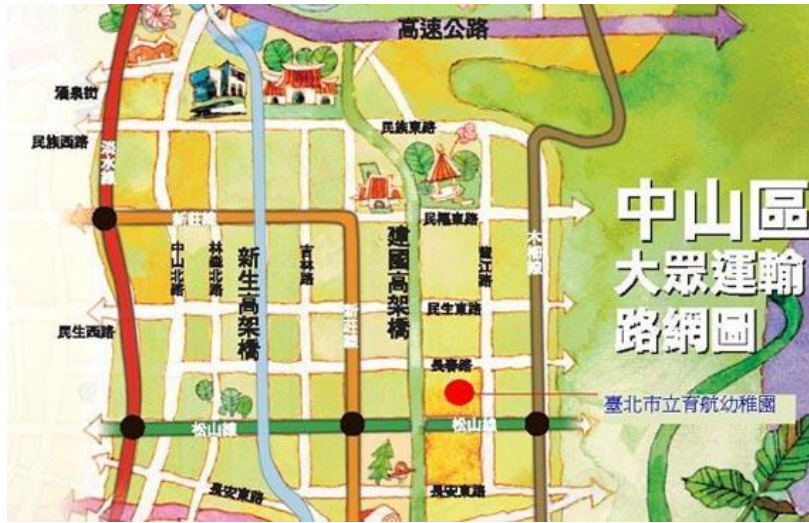 高速公路
酒泉街
民族東路
民族西路
淡水線
中山區
大眾運輸
路網圖
新莊線
民權東路
中山北路
林森北路
新生高架橋
吉林路
建國高架橋
龍江路
木柵線
新莊線
民生東路
民生西路
長春路
臺北市立育航幼稚園
松山線
松山線
長安東路
長安東路